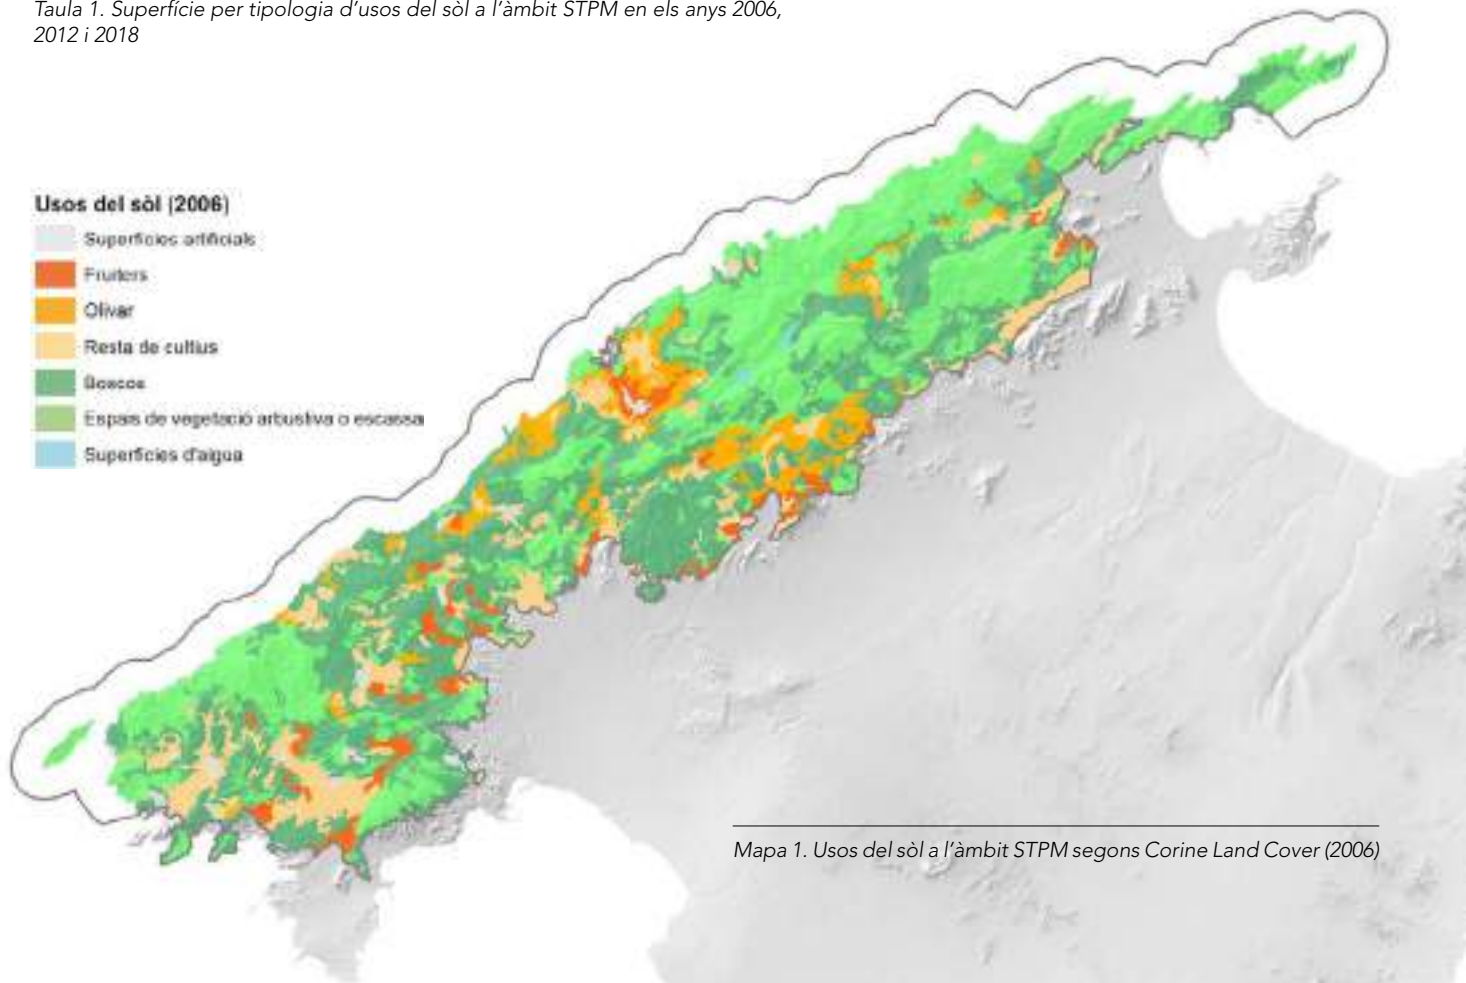 Taula 1. Superfície per tipologia d'usos del sòl a l'àmbit STPM en els anys 2006,
2012 i 2018
Usos del sòl (2006)
Superfícies artificials
Fruiters
Olivar
Resta de cultius
Boscos
Espais de vegetació arbustiva o escassa
Superfícies d'aigua
Mapa 1. Usos del sòl a l'àmbit STPM segons Corine Land Cover (2006)